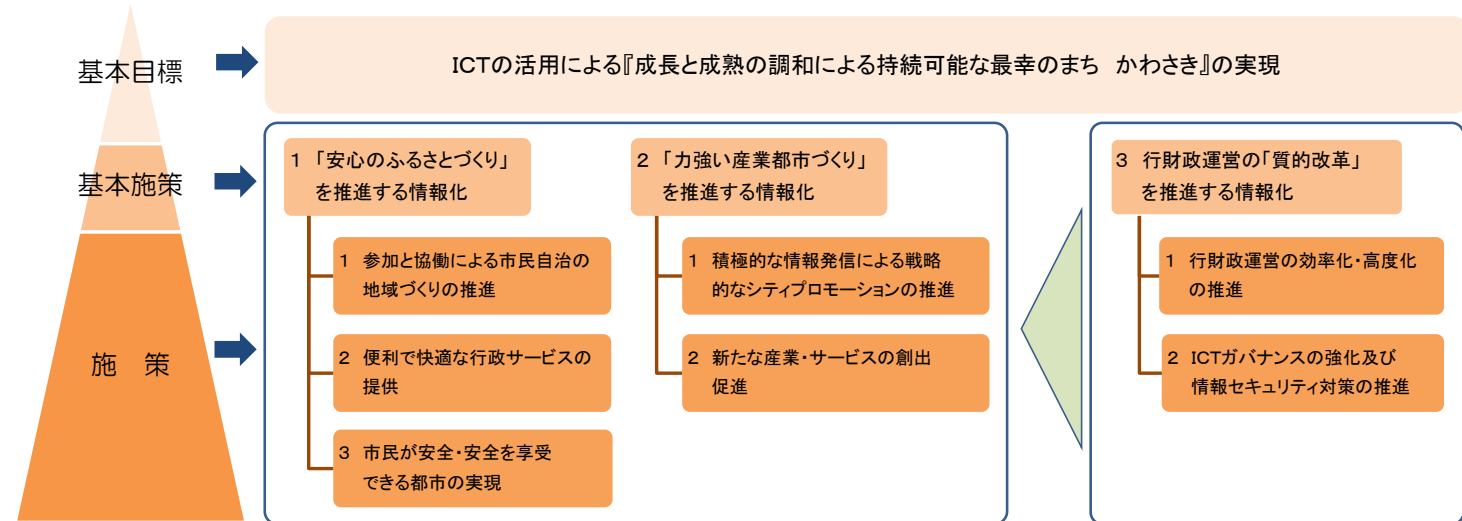 基本目標
ICTの活用による『成長と成熟の調和による持続可能な最幸のまち　かわさき』の実現
基本施策
1 「安心のふるさとづくり」
を推進する情報化
2 「力強い産業都市づくり」
を推進する情報化
3 行財政運営の「質的改革」
を推進する情報化
施　策
1 参加と協働による市民自治の
地域づくりの推進
2 便利で快適な行政サービスの
提供
3 市民が安全・安全を享受
できる都市の実現
1 積極的な情報発信による戦略
的なシティプロモーションの推進
2 新たな産業・サービスの創出
促進
1 行財政運営の効率化・高度化
の推進
2 ICTガバナンスの強化及び
情報セキュリティ対策の推進